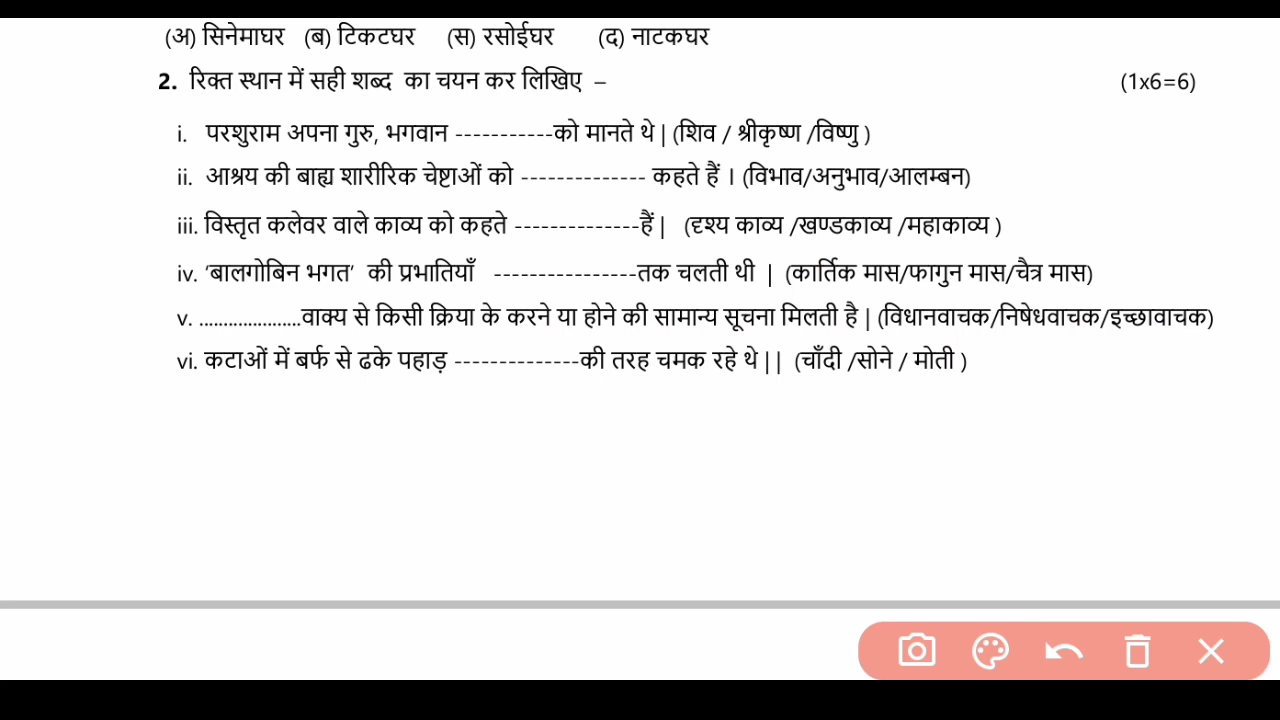 (अ) सिनेमाघर (ब) टिकटघर (स) रसोईघर (द) नाटकघर
2. रिक्त स्थान में सही शब्द का चयन कर लिखिए – (1x6=6)
i. परशुराम अपना गुरु, भगवान -----------को मानते थे | (शिव / श्रीकृष्ण /विष्णु )
ii. आश्रय की बाह्य शारीरिक चेष्टाओं को -------------- कहते हैं । (विभाव/अनुभाव/आलम्बन)
iii. विस्तृत कलेवर वाले काव्य को कहते --------------हैं | (दृश्य काव्य /खण्डकाव्य /महाकाव्य )
iv. ‘बालगोबिन भगत’ की प्रभातियाँ ----------------तक चलती थी | (कार्तिक मास/फागुन मास/चैत्र मास)
v. .....................वाक्य से किसी क्रिया के करने या होने की सामान्य सूचना मिलती है | (विधानवाचक/निषेधवाचक/इच्छावाचक)
vi. कटाओं में बर्फ से ढके पहाड़ --------------की तरह चमक रहे थे || (चाँदी /सोने / मोती )